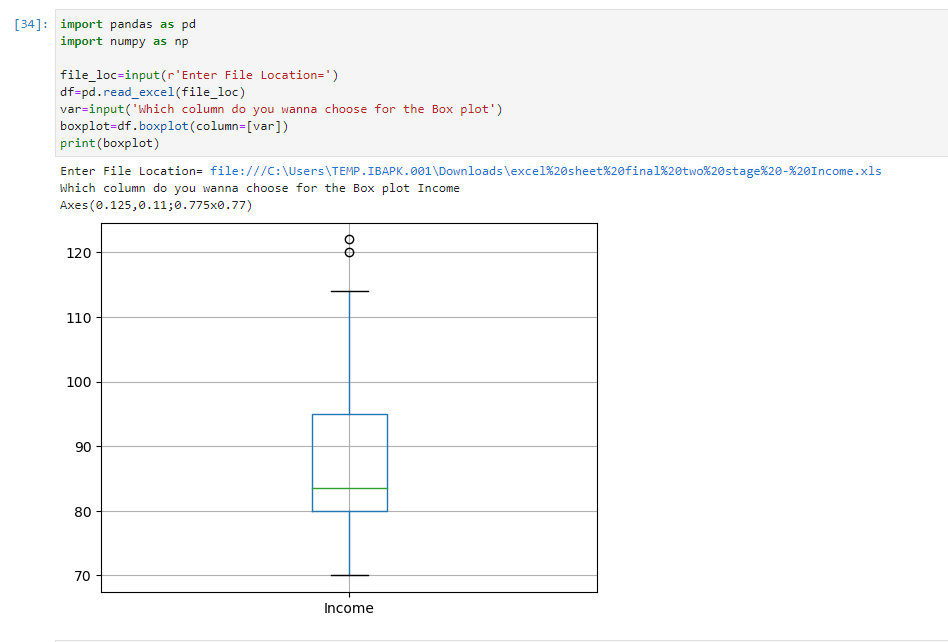 [34]: import pandas as pd
import numpy as np
file_loc=input(r'Enter File Location=')
df=pd.read_excel(file_loc)
var=input('Which column do you wanna choose for the Box plot')
boxplot=df.boxplot(column=[var])
print(boxplot)
Enter File Location= file:///C:\Users\TEMP.IBAPK.001\Downloads\excel%20sheet%20final%20two%20stage%20-%20Income.xls
Which column do you wanna choose for the Box plot Income
Axes(0.125,0.11;0.775x0.77)
120
110
100
90
80
70
Income